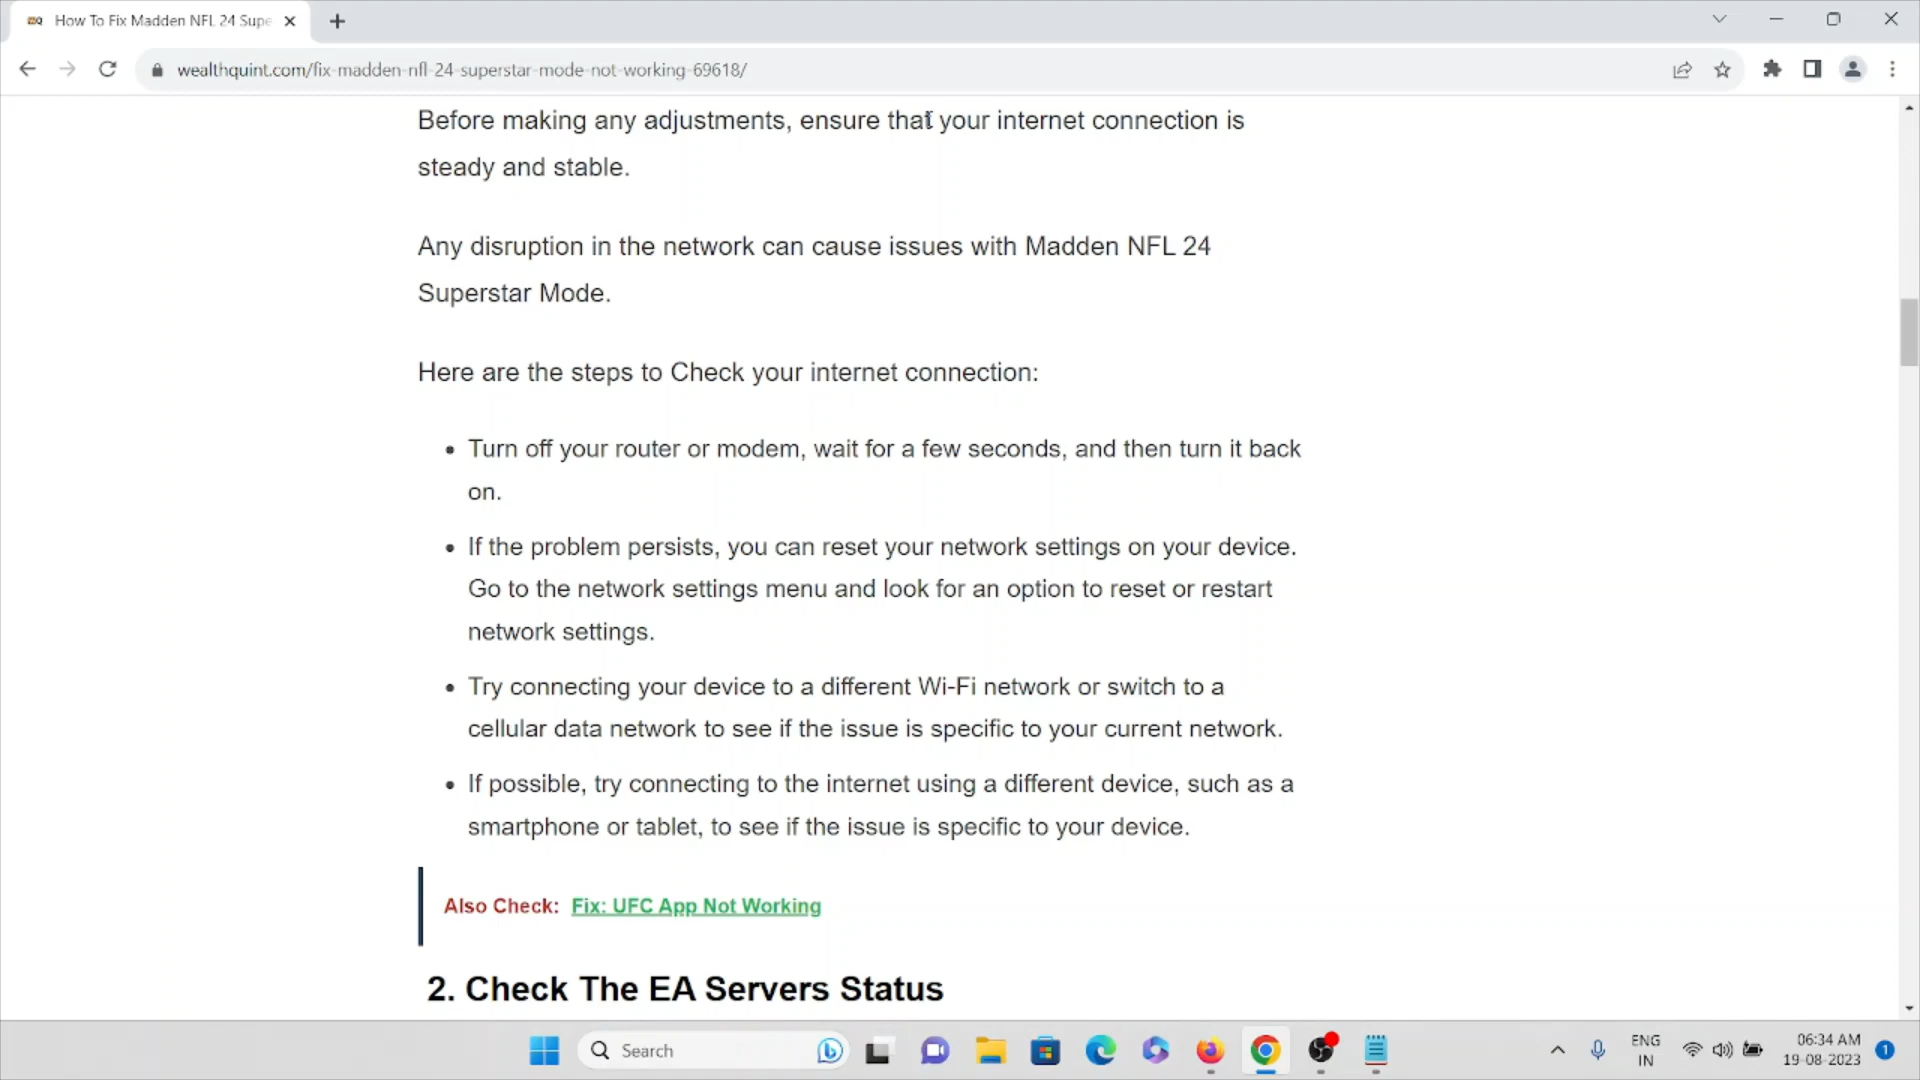 How To Fix Madden NFL 24 Supe
wealthquint.com/fix-madden-nfl-24-superstar-mode-not-working-69618/
Before making any adjustments, ensure that your internet connection is
steady and stable.
Any disruption in the network can cause issues with Madden NFL 24
Superstar Mode.
Here are the steps to Check your internet connection:
Turn off your router or modem, wait for a few seconds, and then turn it back
on.
If the problem persists, you can reset your network settings on your device.
Go to the network settings menu and look for an option to reset or restart
network settings.
Try connecting your device to a different Wi-Fi network or switch to a
cellular data network to see if the issue is specific to your current network.
If possible, try connecting to the internet using a different device, such as a
smartphone or tablet, to see if the issue is specific to your device.
Also Check: Fix: UFC App Not Working
2. Check The EA Servers Status
Search
ENG
IN
06:34 AM
19-08-2023
1